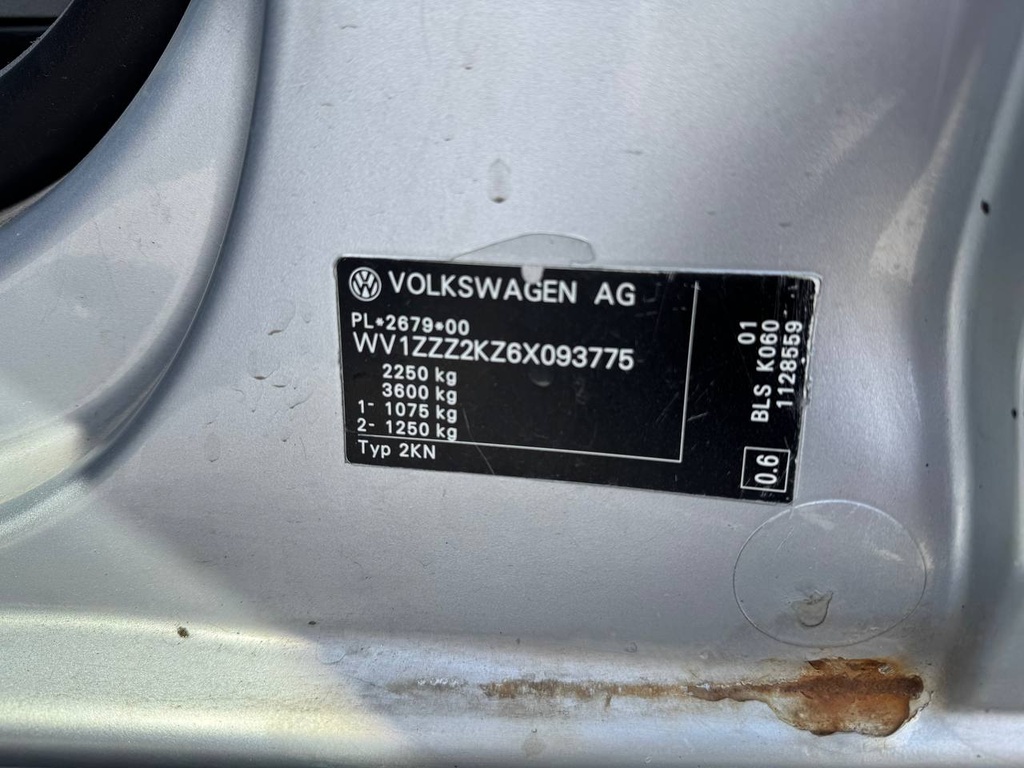 VOLKSWAGEN AG
PL*2679*00
WV1ZZZ2KZ6X093775
2250 kg
3600 kg
1- 1075 kg
2- 1250 kg
Typ 2KN
01
BLS K060
1128559
0.6